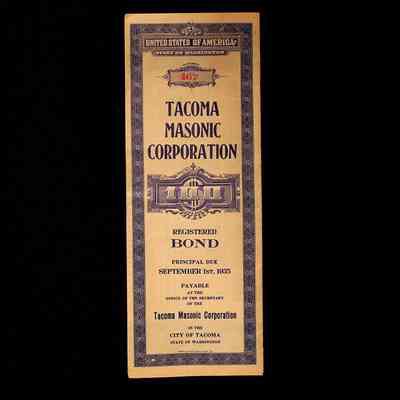 UNITED STATES OF AMERICA
STATE OF WASHINGTON
TACOMA
MASONIC
CORPORATION
100
REGISTERED
BOND
PRINCIPAL DUE
SEPTEMBER 1ST, 1935
PAYABLE
AT THE
OFFICE OF THE SECRETARY
OF THE
Tacoma Masonic Corporation
IN THE
CITY OF TACOMA
STATE OF WASHINGTON